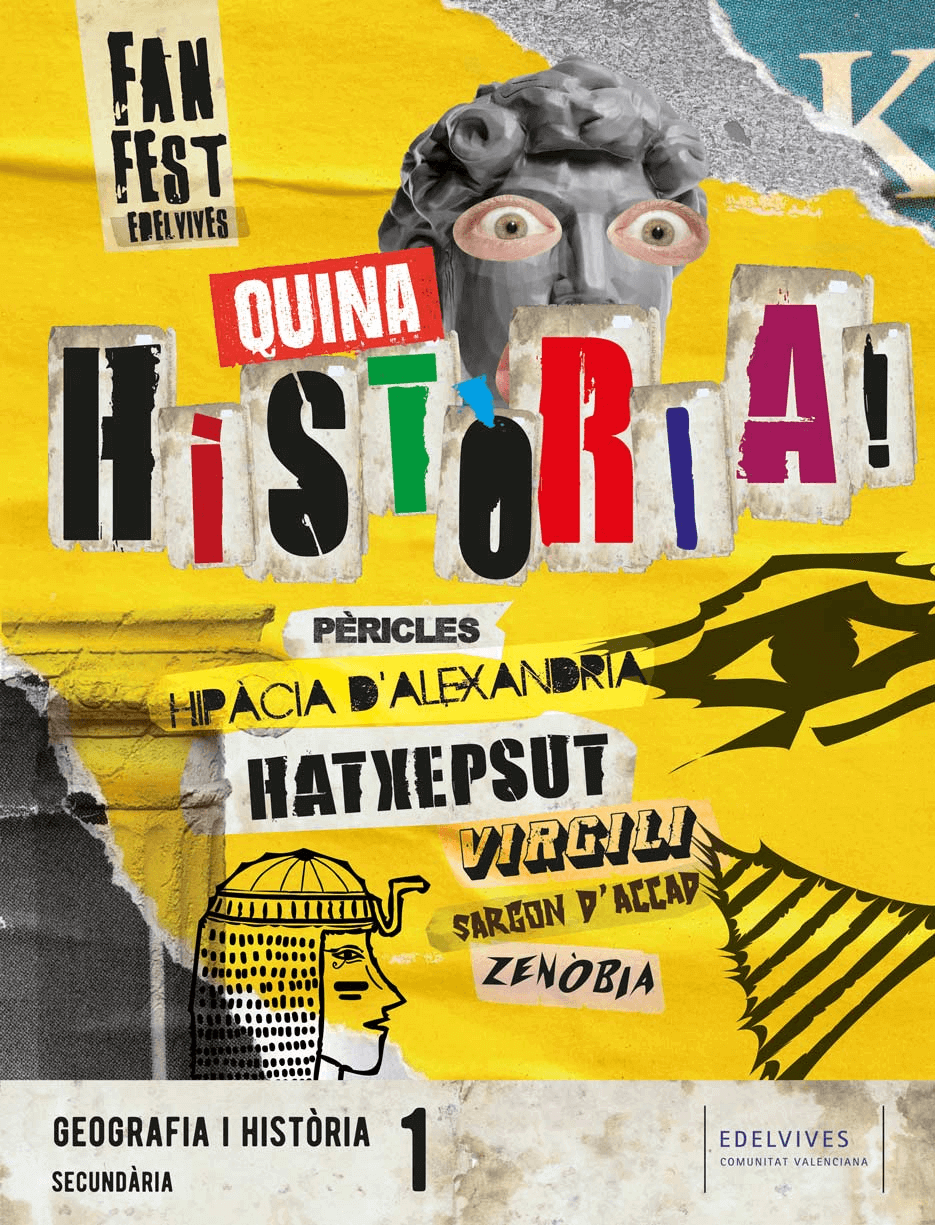 FAN
FEST
EDELVIVES
K
QUINA
HiSTÒRIA!
PÈRICLES
HIPÀCIA D'ALEXANDRIA
HATXEPSUT
VIRGILI
SARGON D'ACCAD
ZENÒBIA
GEOGRAFIA I HISTÒRIA 1
SECUNDÀRIA
EDELVIVES
COMUNITAT VALENCIANA